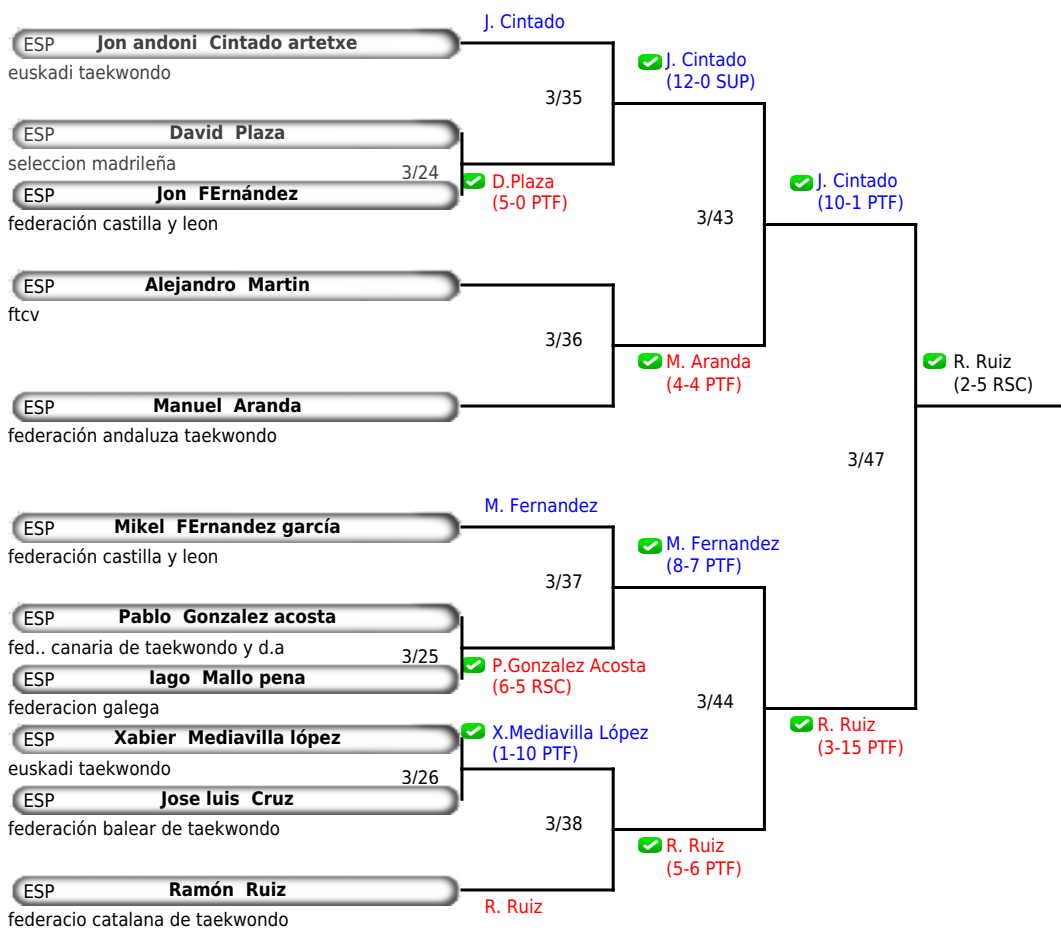 J. Cintado
ESP Jon andoni Cintado artetxe
euskadi taekwondo
J. Cintado
(12-0 SUP)
3/35
ESP David Plaza
seleccion madrileña
3/24
D.Plaza
(5-0 PTF)
ESP Jon FErnández
federación castilla y leon
J. Cintado
(10-1 PTF)
3/43
ESP Alejandro Martin
ftcv
3/36
M. Aranda
(4-4 PTF)
R. Ruiz
(2-5 RSC)
ESP Manuel Aranda
federación andaluza taekwondo
3/47
M. Fernandez
ESP Mikel FErnandez garcía
federación castilla y leon
M. Fernandez
(8-7 PTF)
3/37
ESP Pablo Gonzalez acosta
fed.. canaria de taekwondo y d.a
3/25
P.Gonzalez Acosta
(6-5 RSC)
ESP Iago Mallo pena
federacion galega
3/44
R. Ruiz
(3-15 PTF)
ESP Xabier Mediavilla lópez
euskadi taekwondo
X.Mediavilla López
(1-10 PTF)
3/26
ESP Jose luis Cruz
federación balear de taekwondo
3/38
R. Ruiz
(5-6 PTF)
ESP Ramón Ruiz
federacio catalana de taekwondo
R. Ruiz